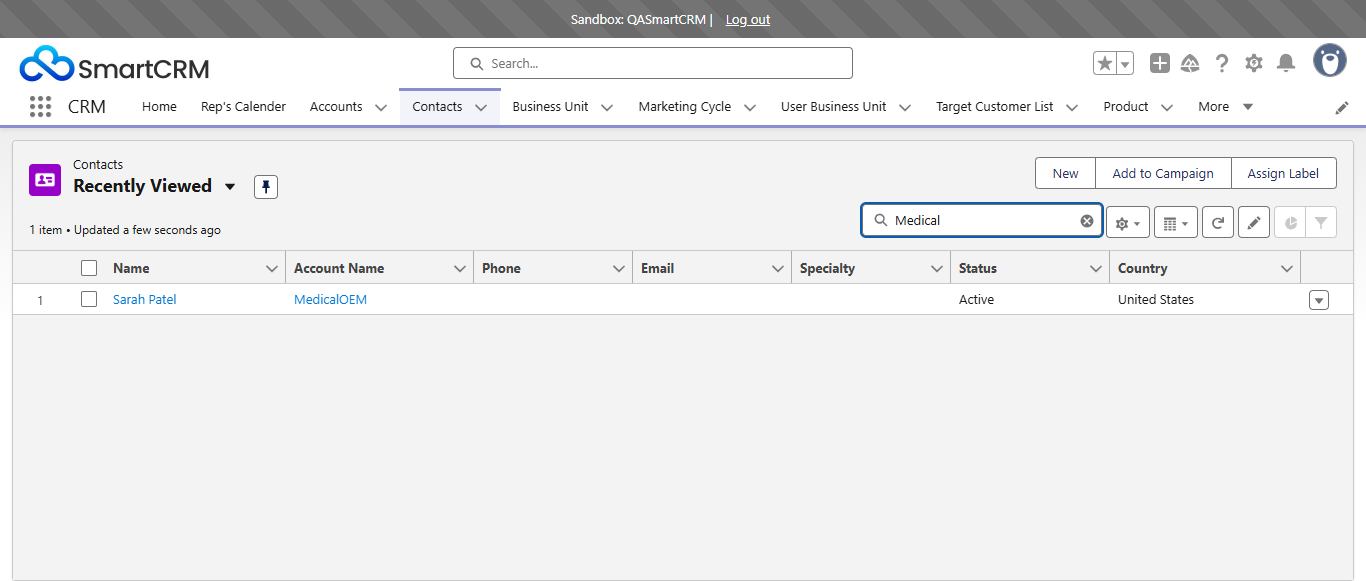 Sandbox: QASmartCRM | Log out
SmartCRM
Search...
CRM Home Rep's Calender Accounts Contacts Business Unit Marketing Cycle User Business Unit Target Customer List Product More
Contacts
Recently Viewed
New Add to Campaign Assign Label
1 item • Updated a few seconds ago
Medical
Name Account Name Phone Email Specialty Status Country
1 Sarah Patel MedicalOEM Active United States